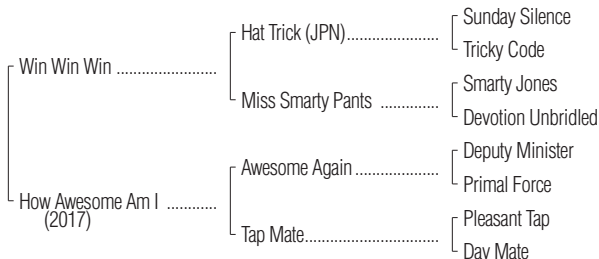 Sunday Silence
Hat Trick (JPN)......................
Tricky Code
Win Win Win ........................
Smarty Jones
Miss Smarty Pants ..............
Devotion Unbridled
Deputy Minister
Awesome Again ....................
Primal Force
How Awesome Am I ............
(2017)
Pleasant Tap
Tap Mate................................
Day Mate